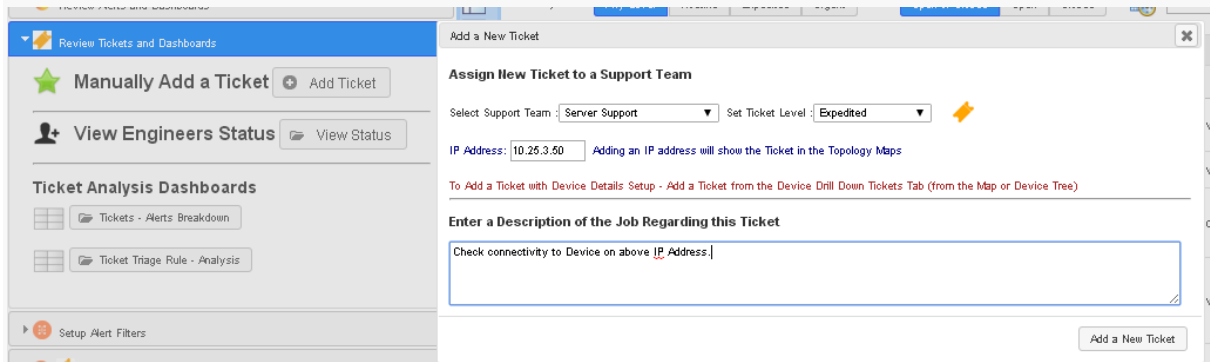 Review Tickets and Dashboards
Manually Add a Ticket
Add Ticket
View Engineers Status
View Status
Ticket Analysis Dashboards
Tickets - Alerts Breakdown
Ticket Triage Rule - Analysis
Setup Alert Filters
Add a New Ticket
Assign New Ticket to a Support Team
Select Support Team : Server Support Set Ticket Level : Expedited
IP Address: 10.25.3.50 Adding an IP address will show the Ticket in the Topology Maps
To Add a Ticket with Device Details Setup - Add a Ticket from the Device Drill Down Tickets Tab (from the Map or Device Tree)
Enter a Description of the Job Regarding this Ticket
Check connectivity to Device on above IP Address.
Add a New Ticket